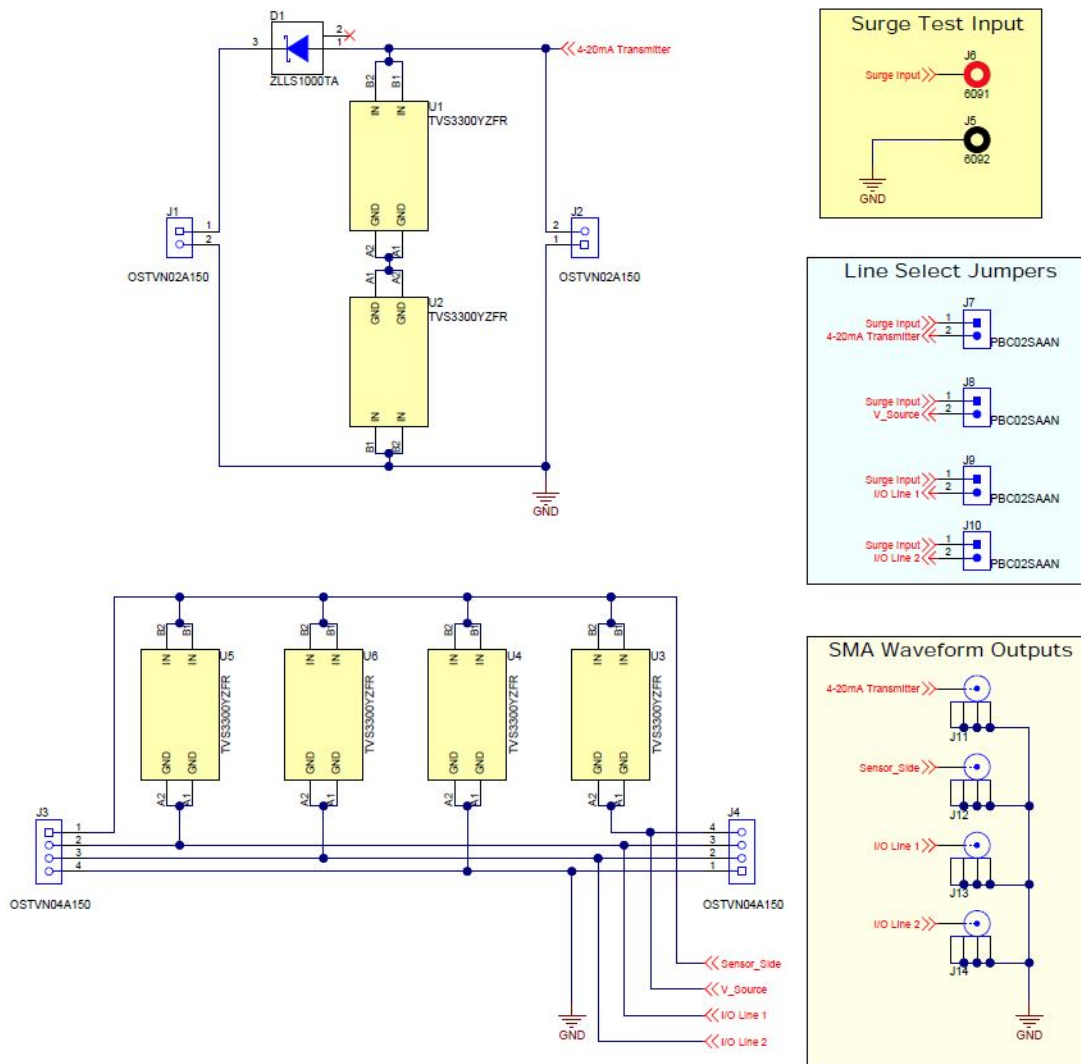 D1
3
2
1
ZLLS1000TA
4-20mA Transmitter
B2
B1
IN
IN
U1
TVS3300YZFR
GND
GND
A2
A1
J1
1
2
OSTVN02A150
J2
2
1
OSTVN02A150
A1
A2
GND
GND
U2
TVS3300YZFR
IN
IN
B1
B2
GND
Surge Test Input
J6
Surge Input
6091
J5
6092
GND
Line Select Jumpers
J7
Surge Input 1
4-20mA Transmitter 2
PBC02SAAN
J8
Surge Input 1
V_Source 2
PBC02SAAN
J9
Surge Input 1
I/O Line 1 2
PBC02SAAN
J10
Surge Input 1
I/O Line 2 2
PBC02SAAN
B2
B1
IN
IN
U5
TVS3300YZFR
GND
GND
A2
A1
B2
B1
IN
IN
U6
TVS3300YZFR
GND
GND
A2
A1
B2
B1
IN
IN
U4
TVS3300YZFR
GND
GND
A2
A1
B2
B1
IN
IN
U3
TVS3300YZFR
GND
GND
A2
A1
J3
1
2
3
4
OSTVN04A150
J4
4
3
2
1
OSTVN04A150
Sensor_Side
V_Source
I/O Line 1
I/O Line 2
GND
SMA Waveform Outputs
4-20mA Transmitter
J11
Sensor_Side
J12
I/O Line 1
J13
I/O Line 2
J14
GND